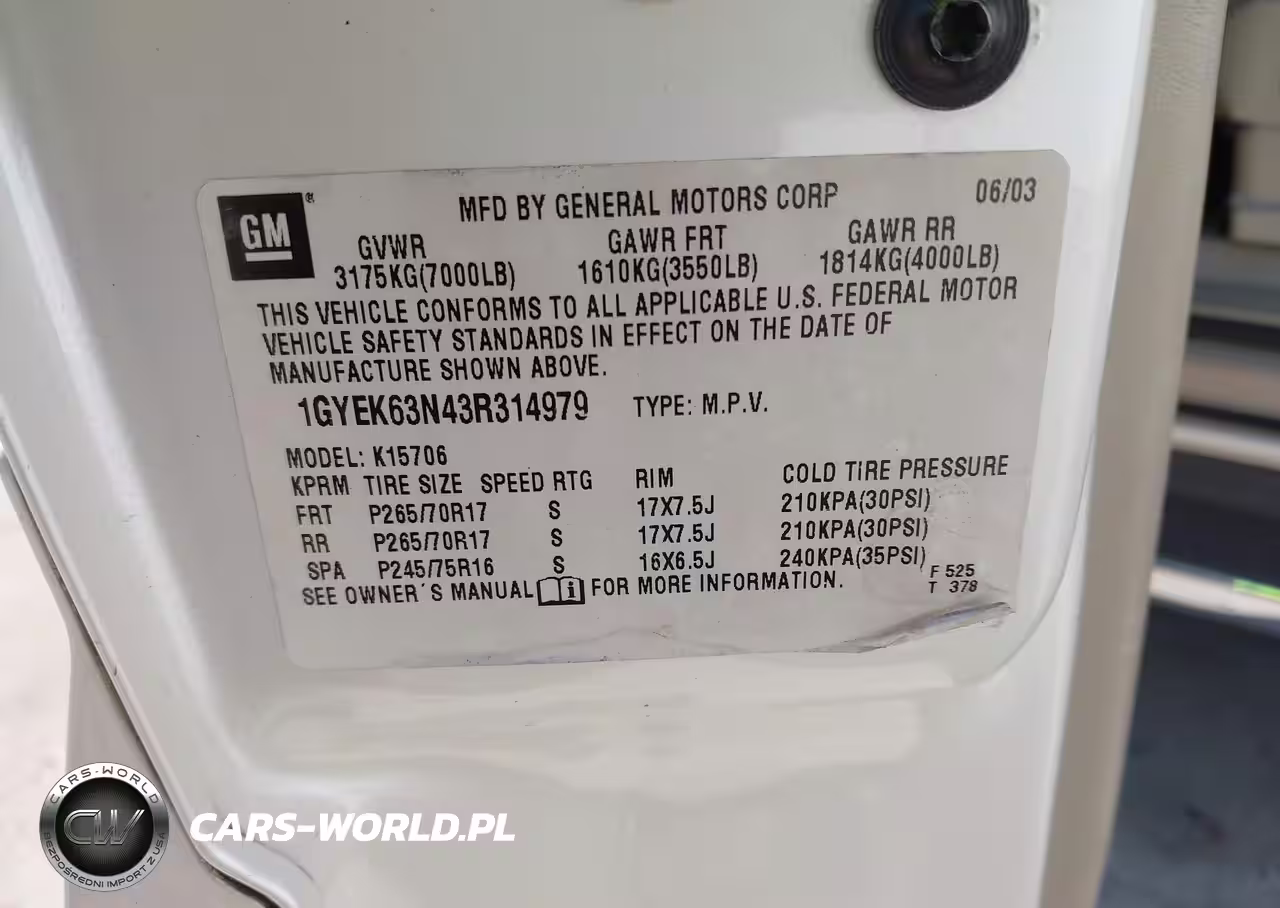 GM®
MFD BY GENERAL MOTORS CORP 06/03
GVWR GAWR FRT GAWR RR
3175KG(7000LB) 1610KG(3550LB) 1814KG(4000LB)
THIS VEHICLE CONFORMS TO ALL APPLICABLE U.S. FEDERAL MOTOR
VEHICLE SAFETY STANDARDS IN EFFECT ON THE DATE OF
MANUFACTURE SHOWN ABOVE.
1GYEK63N43R314979 TYPE: M.P.V.
MODEL: K15706
KPRM TIRE SIZE SPEED RTG RIM COLD TIRE PRESSURE
FRT P265/70R17 S 17X7.5J 210KPA(30PSI)
RR P265/70R17 S 17X7.5J 210KPA(30PSI)
SPA P245/75R16 S 16X6.5J 240KPA(35PSI)
SEE OWNER´S MANUAL i FOR MORE INFORMATION.
F 525
T 378
CARS-WORLD
CW
BEZPOŚREDNI IMPORT Z USA
CARS-WORLD.PL